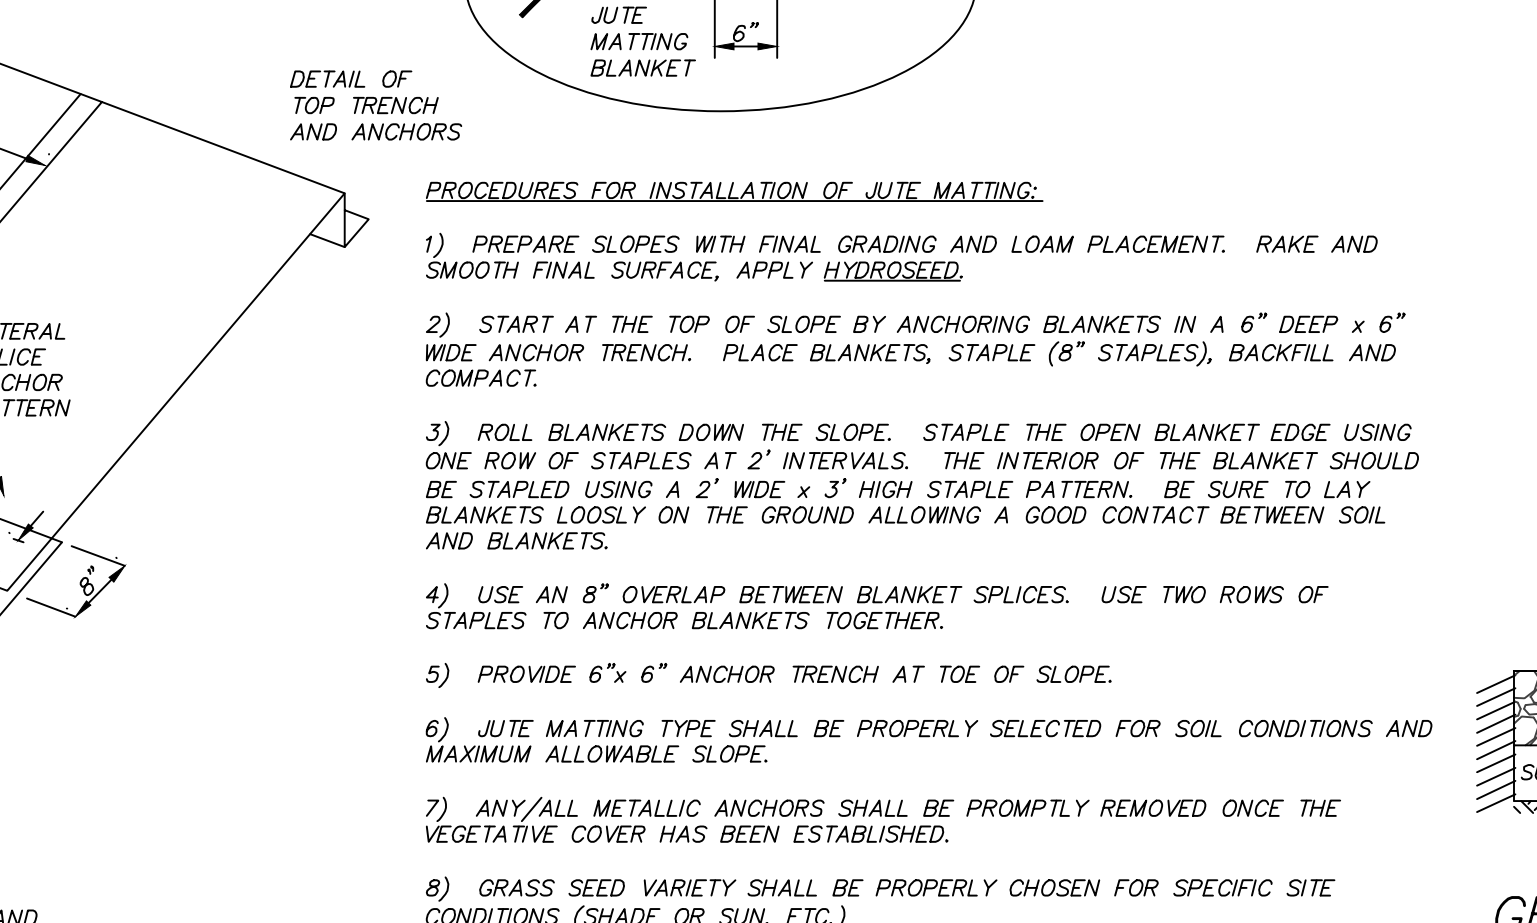 JUTE
MATTING
BLANKET
6”
DETAIL OF
TOP TRENCH
AND ANCHORS
PROCEDURES FOR INSTALLATION OF JUTE MATTING:
1) PREPARE SLOPES WITH FINAL GRADING AND LOAM PLACEMENT. RAKE AND
SMOOTH FINAL SURFACE, APPLY HYDROSEED.
2) START AT THE TOP OF SLOPE BY ANCHORING BLANKETS IN A 6” DEEP x 6”
WIDE ANCHOR TRENCH. PLACE BLANKETS, STAPLE (8” STAPLES), BACKFILL AND
COMPACT.
3) ROLL BLANKETS DOWN THE SLOPE. STAPLE THE OPEN BLANKET EDGE USING
ONE ROW OF STAPLES AT 2’ INTERVALS. THE INTERIOR OF THE BLANKET SHOULD
BE STAPLED USING A 2’ WIDE x 3’ HIGH STAPLE PATTERN. BE SURE TO LAY
BLANKETS LOOSLY ON THE GROUND ALLOWING A GOOD CONTACT BETWEEN SOIL
AND BLANKETS.
4) USE AN 8” OVERLAP BETWEEN BLANKET SPLICES. USE TWO ROWS OF
STAPLES TO ANCHOR BLANKETS TOGETHER.
5) PROVIDE 6”x 6” ANCHOR TRENCH AT TOE OF SLOPE.
6) JUTE MATTING TYPE SHALL BE PROPERLY SELECTED FOR SOIL CONDITIONS AND
MAXIMUM ALLOWABLE SLOPE.
7) ANY/ALL METALLIC ANCHORS SHALL BE PROMPTLY REMOVED ONCE THE
VEGETATIVE COVER HAS BEEN ESTABLISHED.
8) GRASS SEED VARIETY SHALL BE PROPERLY CHOSEN FOR SPECIFIC SITE
CONDITIONS (SHADE OR SUN, ETC.)
TERAL
LICE
CHOR
TTERN
8”
AND